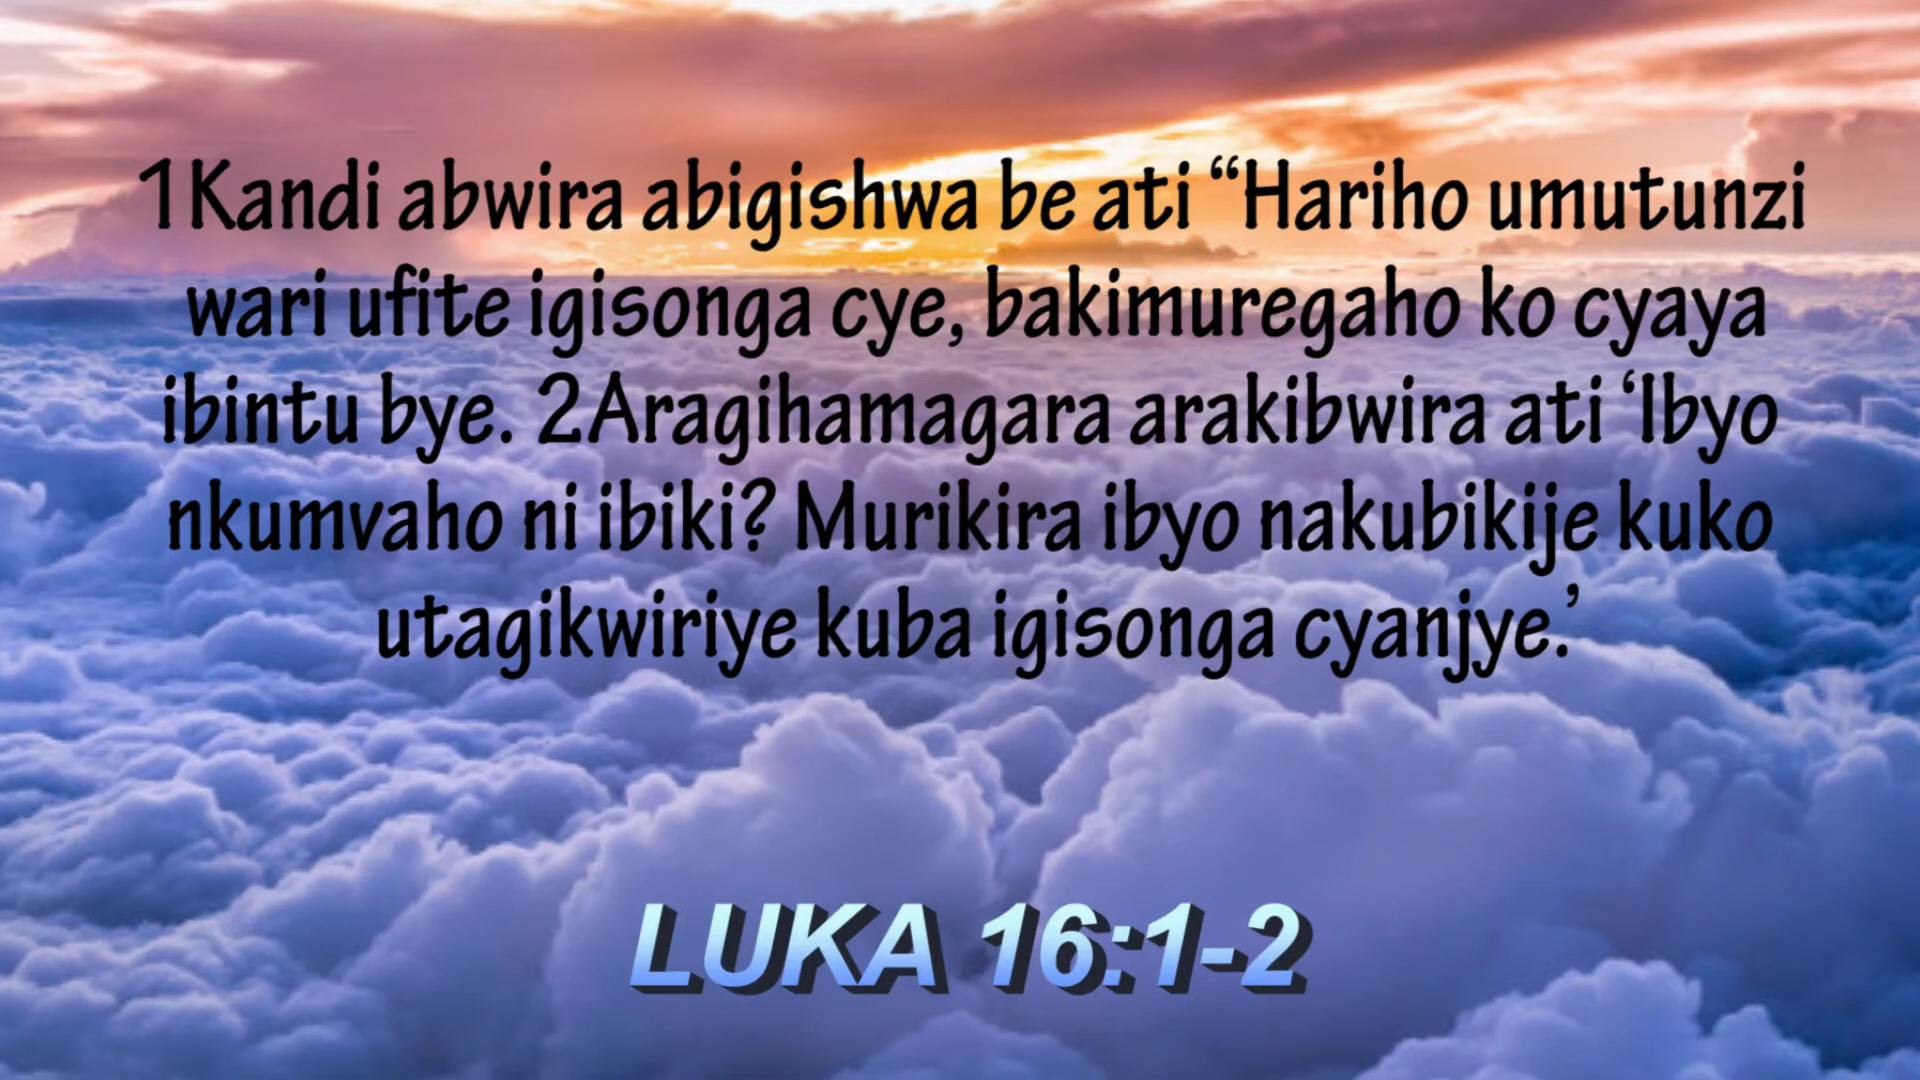 1Kandi abwira abigishwa be ati “Hariho umutunzi
wari ufite igisonga cye, bakimuregaho ko cyaya
ibintu bye. 2Aragihamagara arakibwira ati ‘Ibyo
nkumvaho ni ibiki? Murikira ibyo nakubikije kuko
utagikwiriye kuba igisonga cyanjye.’
LUKA 16:1-2